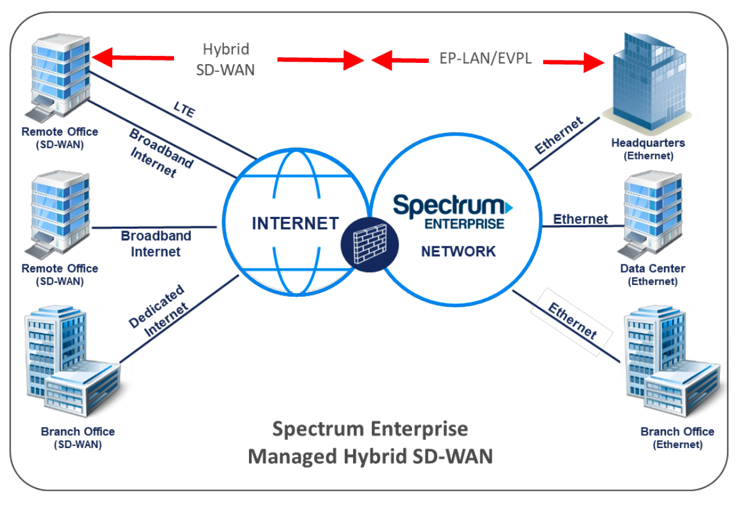 Hybrid
SD-WAN
EP-LAN/EVPL
Remote Office
(SD-WAN)
LTE
Broadband
Internet
Ethernet
Headquarters
(Ethernet)
INTERNET
Spectrum
ENTERPRISE
NETWORK
Remote Office
(SD-WAN)
Broadband
Internet
Ethernet
Data Center
(Ethernet)
Dedicated
Internet
Ethernet
Branch Office
(SD-WAN)
Branch Office
(Ethernet)
Spectrum Enterprise
Managed Hybrid SD-WAN